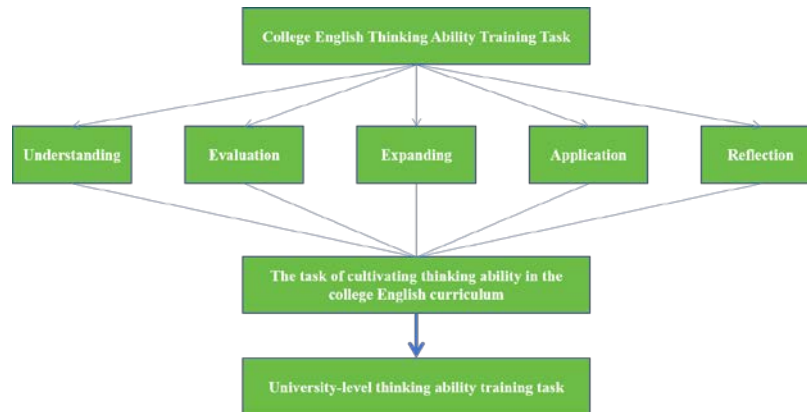 College English Thinking Ability Training Task
Understanding
Evaluation
Expanding
Application
Reflection
The task of cultivating thinking ability in the
college English curriculum
University-level thinking ability training task